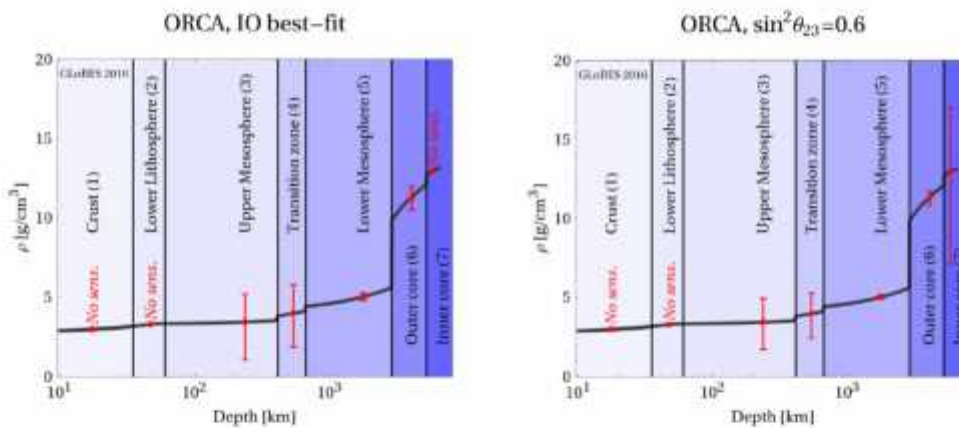 ORCA, IO best-fit
GLoBES 2016
Crust (1)
Lower Lithosphere (2)
Upper Mesosphere (3)
Transition zone (4)
Lower Mesosphere (5)
Outer core (6)
Inner core (7)
No sens.
No sens.
No sens.
20
15
10
5
0
ρ [g/cm³]
10¹
10²
10³
Depth [km]
ORCA, sin²θ₂₃=0.6
GLoBES 2016
Crust (1)
Lower Lithosphere (2)
Upper Mesosphere (3)
Transition zone (4)
Lower Mesosphere (5)
Outer core (6)
Inner core
No sens.
No sens.
20
15
10
5
0
ρ [g/cm³]
10¹
10²
10³
Depth [km]